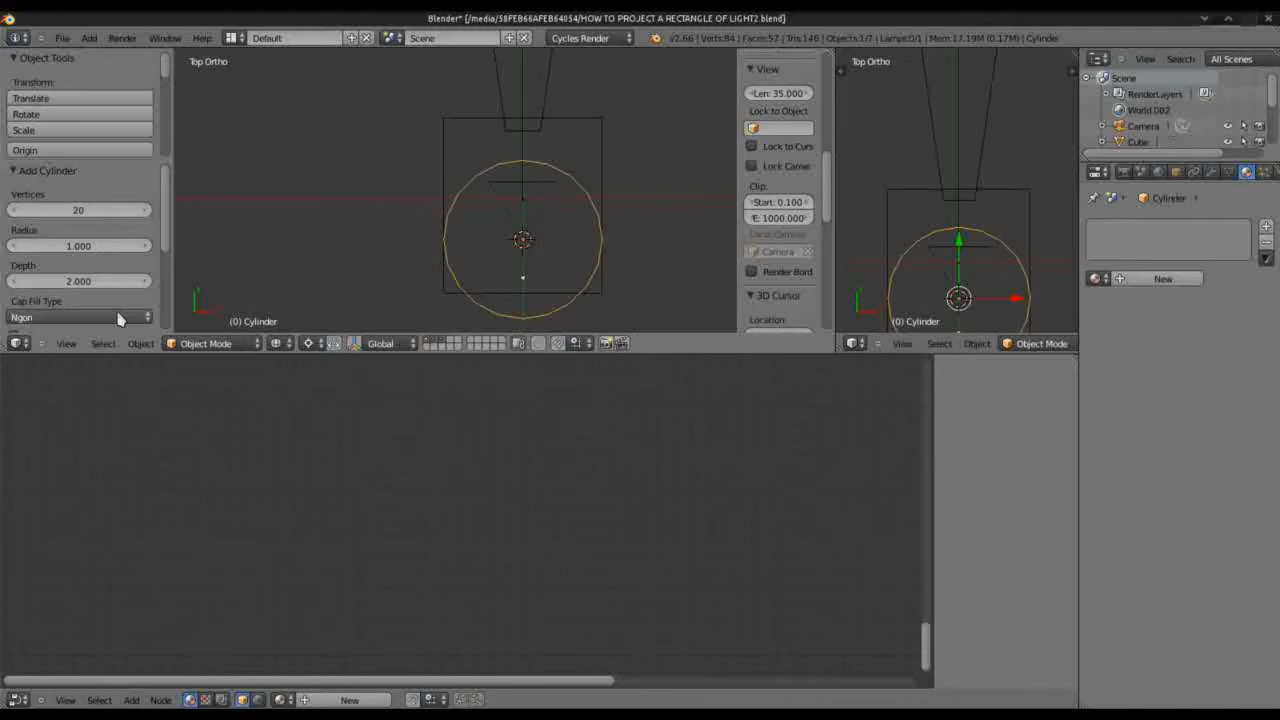 Blender* [/media/58FEB66AFEB64054/HOW TO PROJECT A RECTANGLE OF LIGHT2.blend]
File Add Render Window Help Default Scene Cycles Render v2.66 | Verts:84 | Faces:57 | Tris:146 | Objects:1/7 | Lamps:0/1 | Mem:17.19M (0.17M) | Cylinder
View Search All Scenes
Object Tools
Top Ortho
Top Ortho
View
Scene
Transform:
Translate
Len: 35.000
RenderLayers
Lock to Object
World.002
Rotate
Camera
Scale
Lock to Curs
Cube
Origin
Lock Camer
Add Cylinder
Clip:
Vertices
20
Start: 0.100
Cylinder
E: 1000.000
Radius
1.000
Local Camera
Camera
Depth
2.000
Render Bord
New
Cap Fill Type
3D Cursor
Ngon
(0) Cylinder
Location:
(0) Cylinder
View Select Object Object Mode Global
View Select Object Object Mode
View Select Add Node New